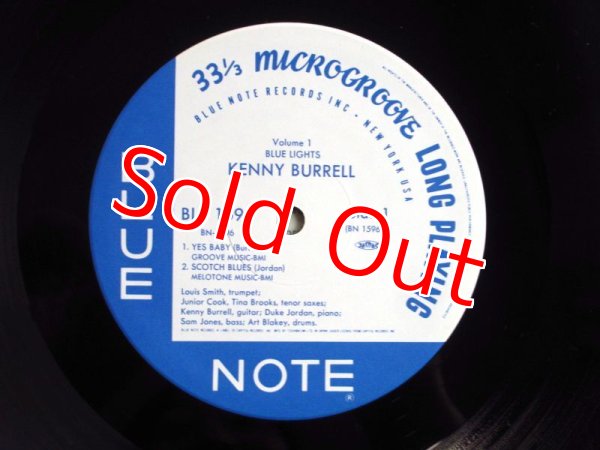 33 1/3 MICROGROOVE LONG PLAYING
BLUE NOTE RECORDS INC · NEW YORK USA
Volume 1
BLUE LIGHTS
KENNY BURRELL
1
(BN 1596
1. YES BABY
GROOVE MUSIC-BMI
2. SCOTCH BLUES (Jordan)
MELOTONE MUSIC-BMI
Louis Smith, trumpet;
Junior Cook, Tina Brooks, tenor saxes;
Kenny Burrell, guitar; Duke Jordan, piano;
Sam Jones, bass; Art Blakey, drums.
BLUE
NOTE
®
Sold Out